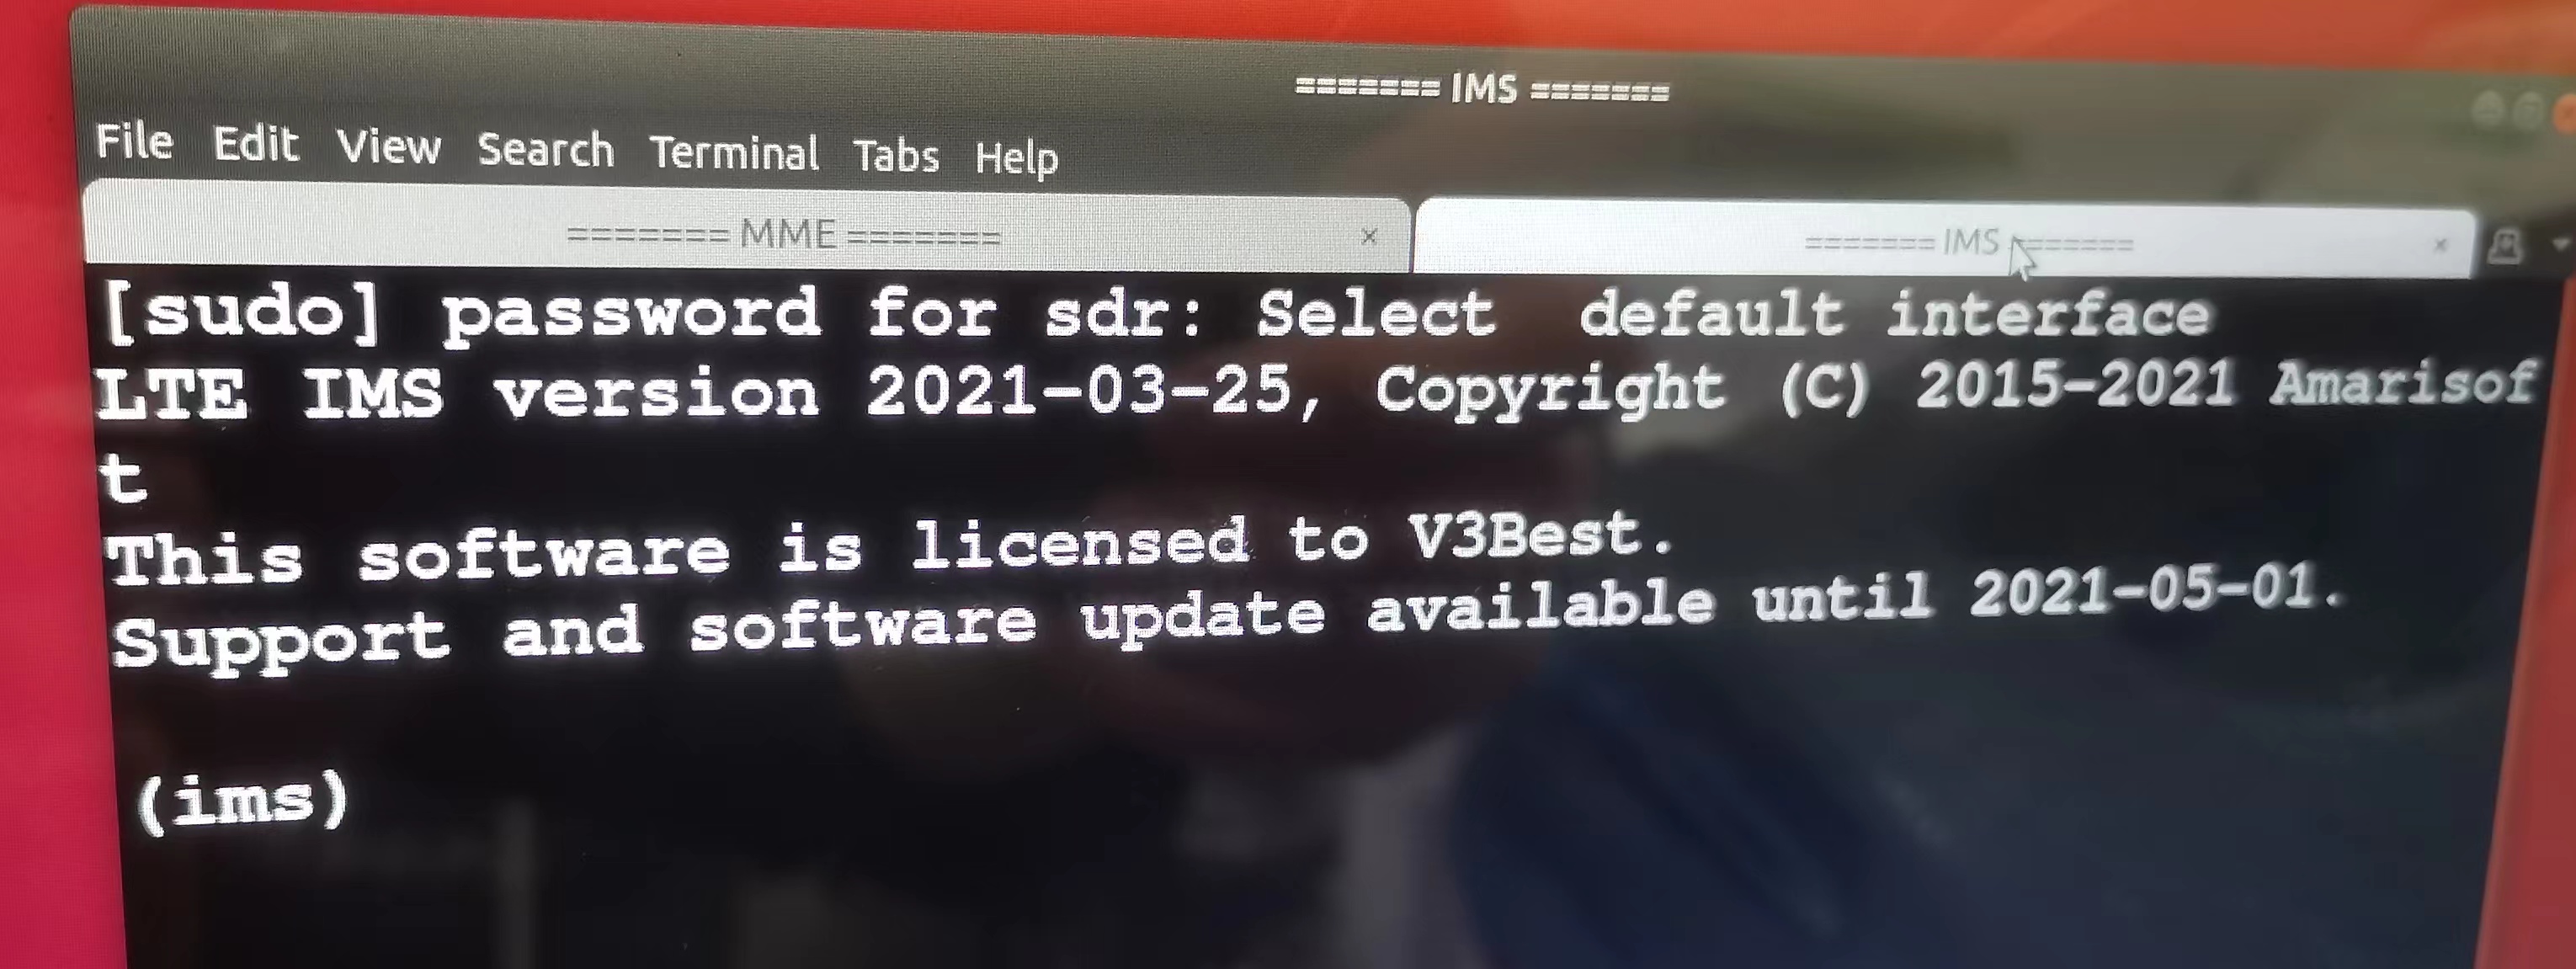 ======= IMS =======
File Edit View Search Terminal Tabs Help
======= MME ======= ×
======= IMS ======= ×
[sudo] password for sdr: Select  default interface
LTE IMS version 2021-03-25, Copyright (C) 2015-2021 Amarisof
t
This software is licensed to V3Best.
Support and software update available until 2021-05-01.
(ims)